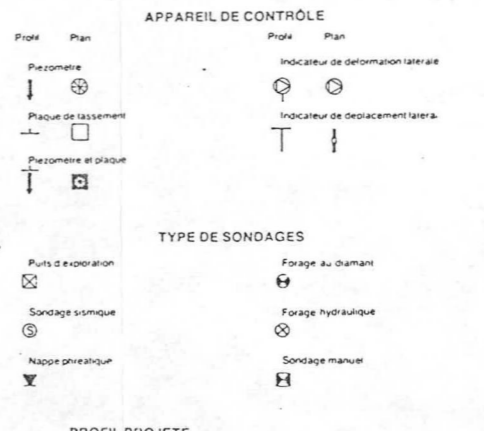 APPAREIL DE CONTRÔLE
Profil Plan Profil Plan
Piezometre
Indicateur de deformation laterale
Plaque de tassement
Indicateur de deplacement latera
Piezometre et plaque
TYPE DE SONDAGES
Puits d'exploration
Forage au diamant
Sondage sismique
S
Forage hydraulique
Nappe phreatique
Sondage manuel
PROFIL PROJETE